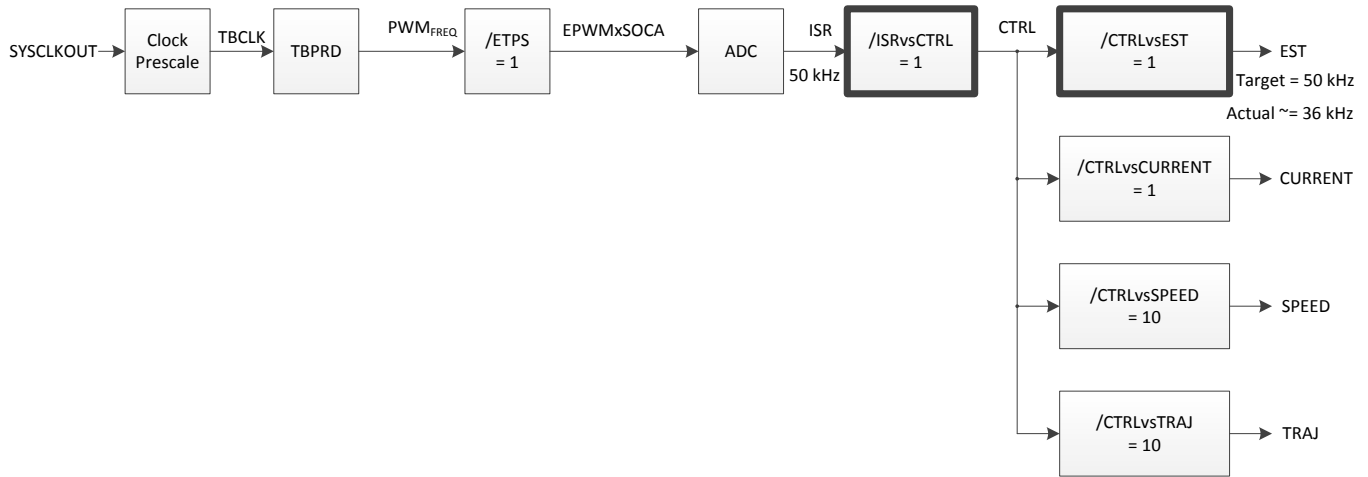 SYSCLKOUT
Clock
Prescale
TBCLK
TBPRD
PWMFREQ
/ETPS
= 1
EPWMxSOCA
ADC
ISR
50 kHz
/ISRvsCTRL
= 1
CTRL
/CTRLvsEST
= 1
EST
Target = 50 kHz
Actual ~= 36 kHz
/CTRLvsCURRENT
= 1
CURRENT
/CTRLvsSPEED
= 10
SPEED
/CTRLvsTRAJ
= 10
TRAJ